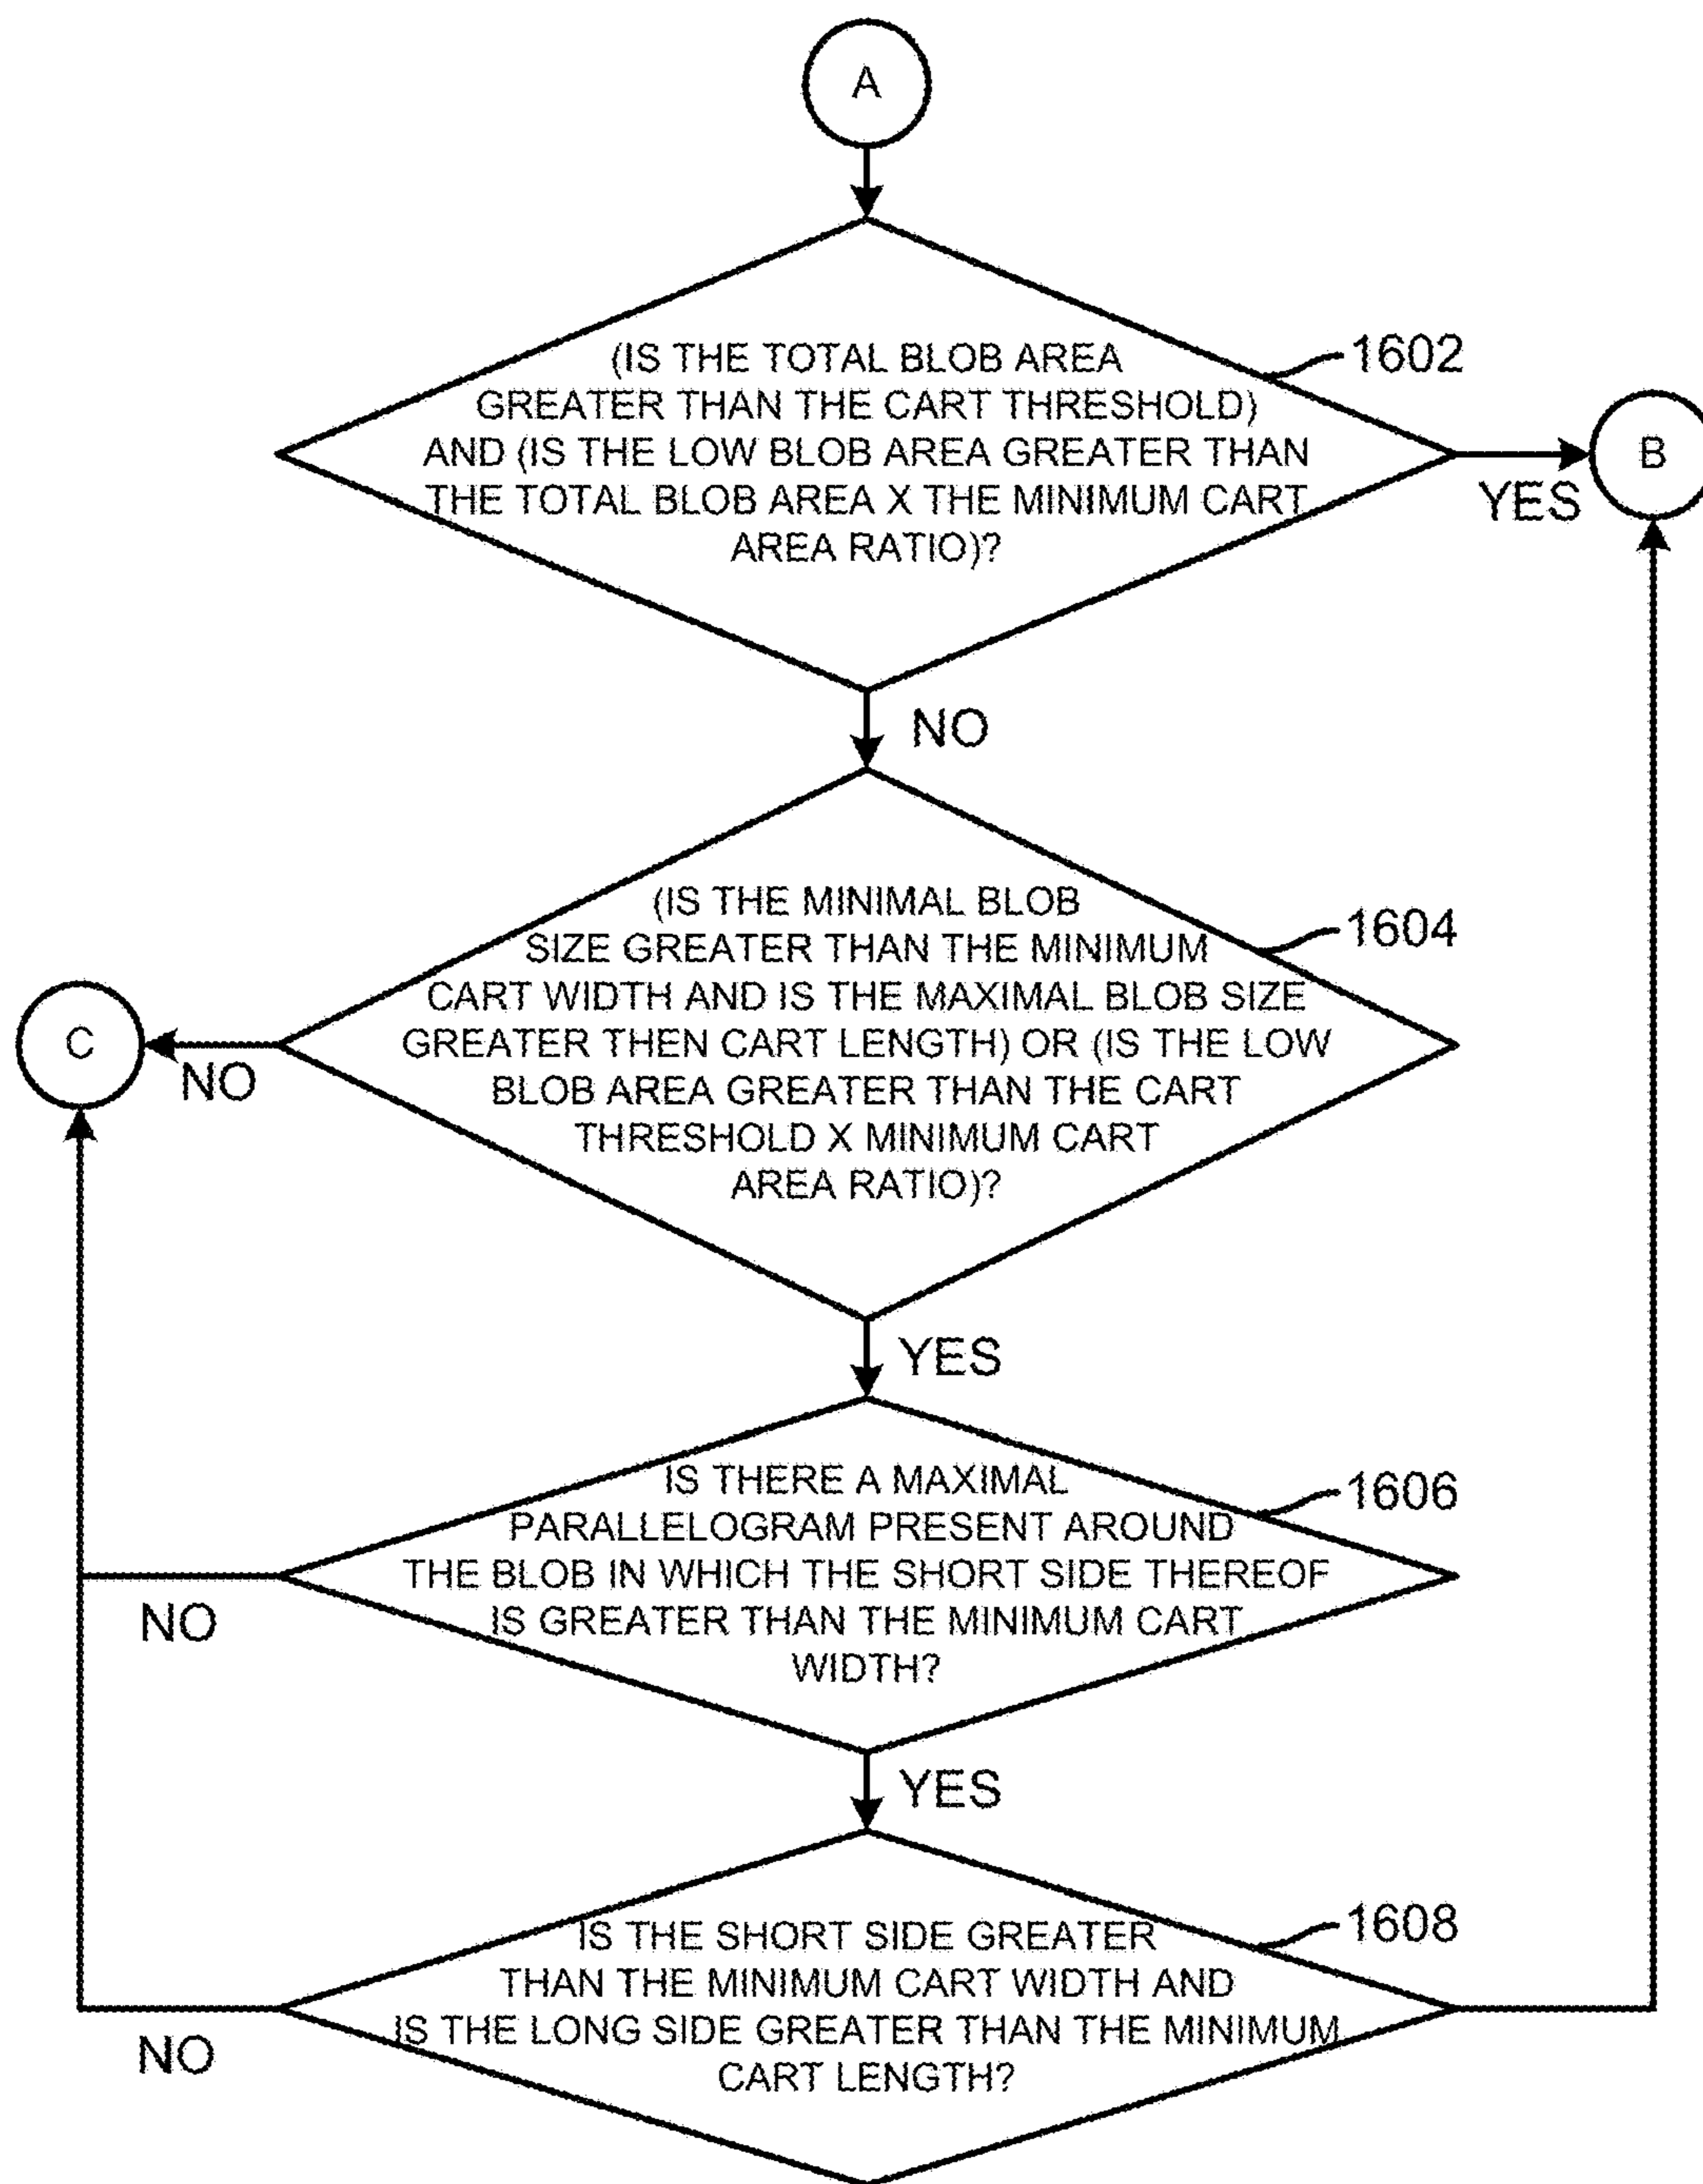 A
(IS THE TOTAL BLOB AREA
GREATER THAN THE CART THRESHOLD)
AND (IS THE LOW BLOB AREA GREATER THAN
THE TOTAL BLOB AREA X THE MINIMUM CART
AREA RATIO)?
1602
B
YES
NO
(IS THE MINIMAL BLOB
SIZE GREATER THAN THE MINIMUM
CART WIDTH AND IS THE MAXIMAL BLOB SIZE
GREATER THEN CART LENGTH) OR (IS THE LOW
BLOB AREA GREATER THAN THE CART
THRESHOLD X MINIMUM CART
AREA RATIO)?
1604
C
NO
YES
IS THERE A MAXIMAL
PARALLELOGRAM PRESENT AROUND
THE BLOB IN WHICH THE SHORT SIDE THEREOF
IS GREATER THAN THE MINIMUM CART
WIDTH?
1606
NO
YES
IS THE SHORT SIDE GREATER
THAN THE MINIMUM CART WIDTH AND
IS THE LONG SIDE GREATER THAN THE MINIMUM
CART LENGTH?
1608
NO